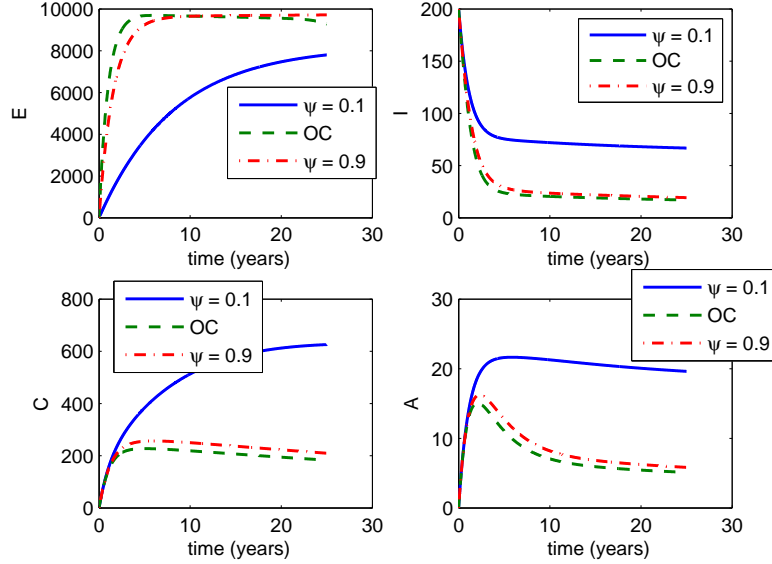 10000
8000
6000
4000
2000
0
E
0
10
20
30
time (years)
ψ = 0.1
OC
ψ = 0.9
200
150
100
50
0
I
0
10
20
30
time (years)
ψ = 0.1
OC
ψ = 0.9
800
600
400
200
0
C
0
10
20
30
time (years)
ψ = 0.1
OC
ψ = 0.9
30
20
10
0
A
0
10
20
30
time (years)
ψ = 0.1
OC
ψ = 0.9